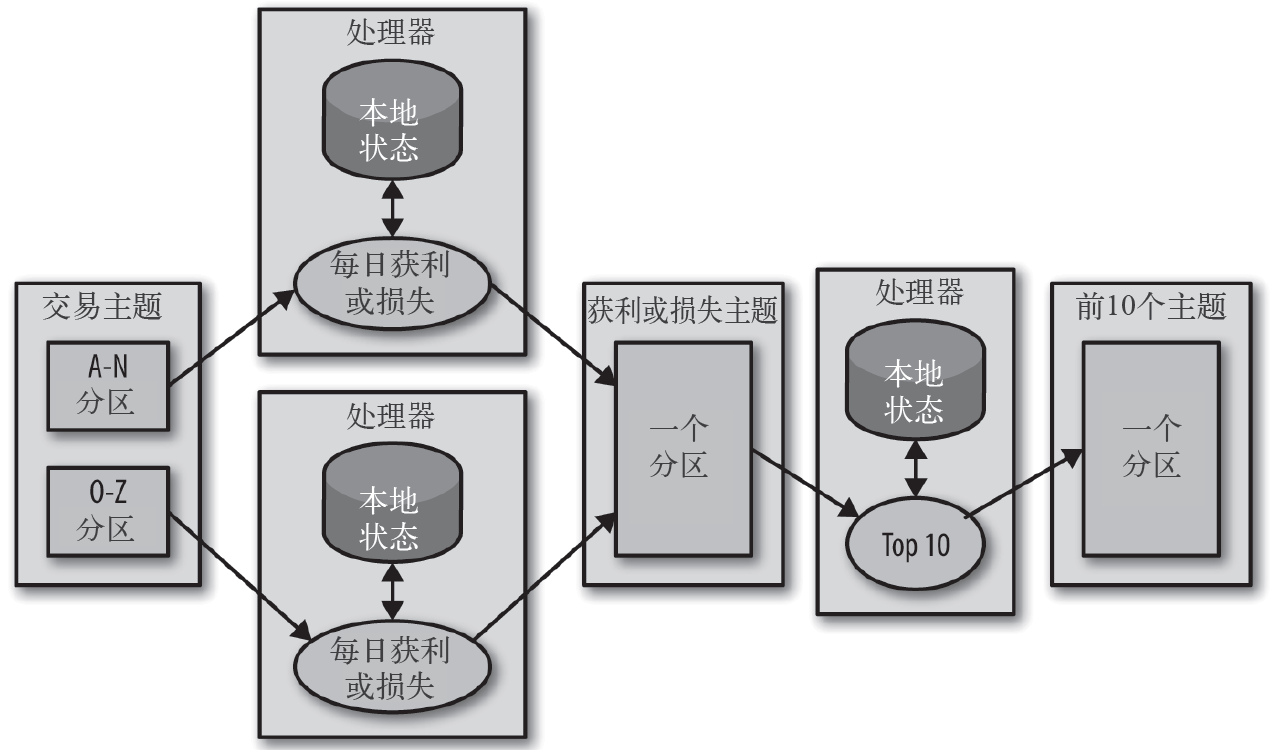 交易主题
A-N
分区
O-Z
分区
处理器
本地
状态
每日获利
或损失
处理器
本地
状态
每日获利
或损失
获利或损失主题
一个
分区
处理器
本地
状态
Top 10
前10个主题
一个
分区